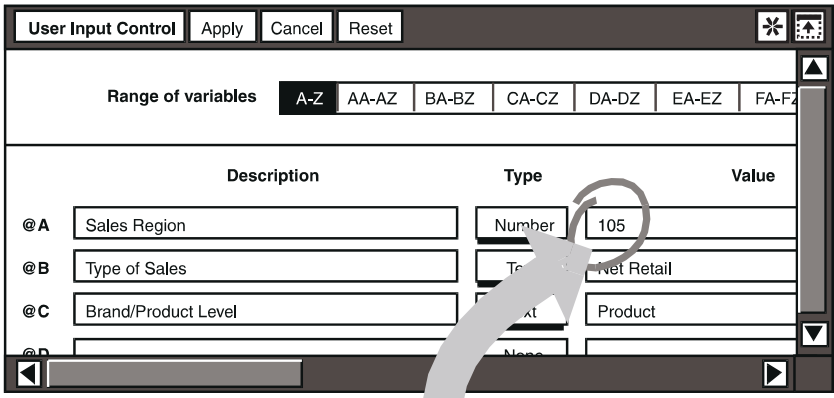 User Input Control Apply Cancel Reset
Range of variables A-Z AA-AZ BA-BZ CA-CZ DA-DZ EA-EZ
Description Type Value
@A Sales Region Number 105
@B Type of Sales Net Retail
@C Brand/Product Level Product
@D None